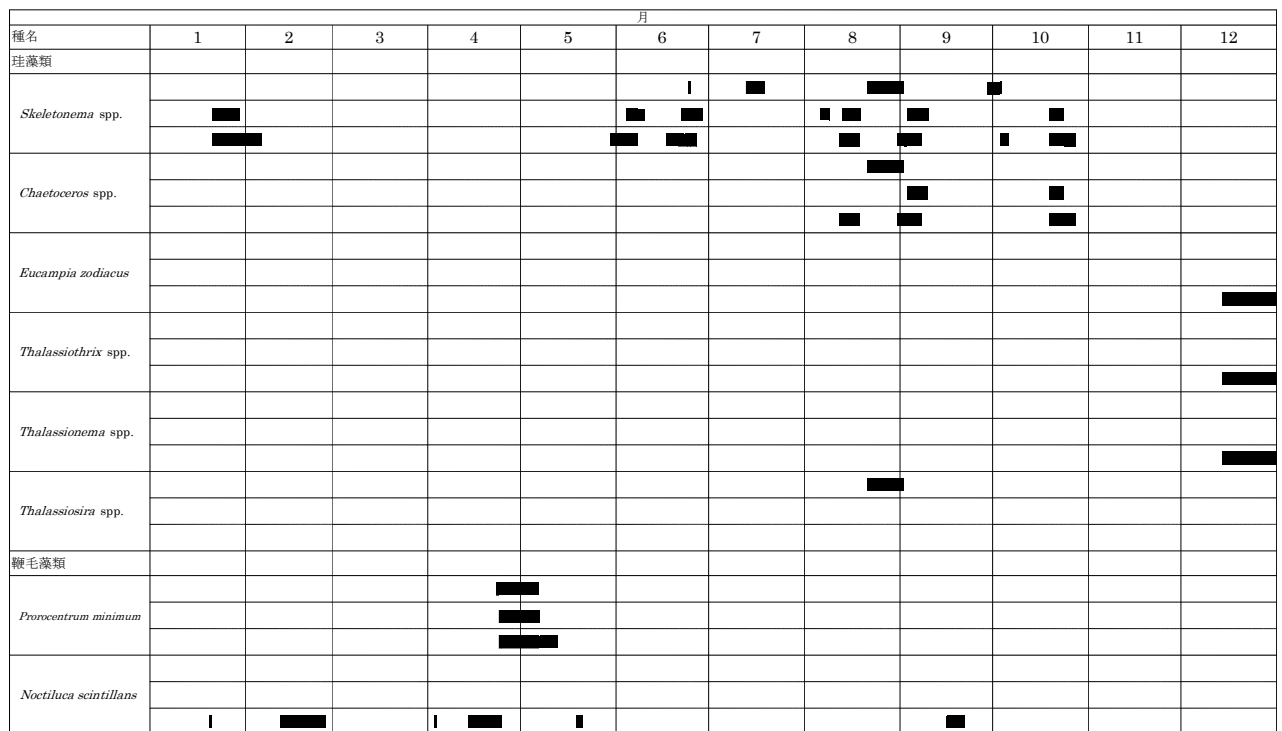 月
種名 1 2 3 4 5 6 7 8 9 10 11 12
珪藻類
Skeletonema spp.
Chaetoceros spp.
Eucampia zodiacus
Thalassiothrix spp.
Thalassionema spp.
Thalassiosira spp.
鞭毛藻類
Prorocentrum minimum
Noctiluca scintillans